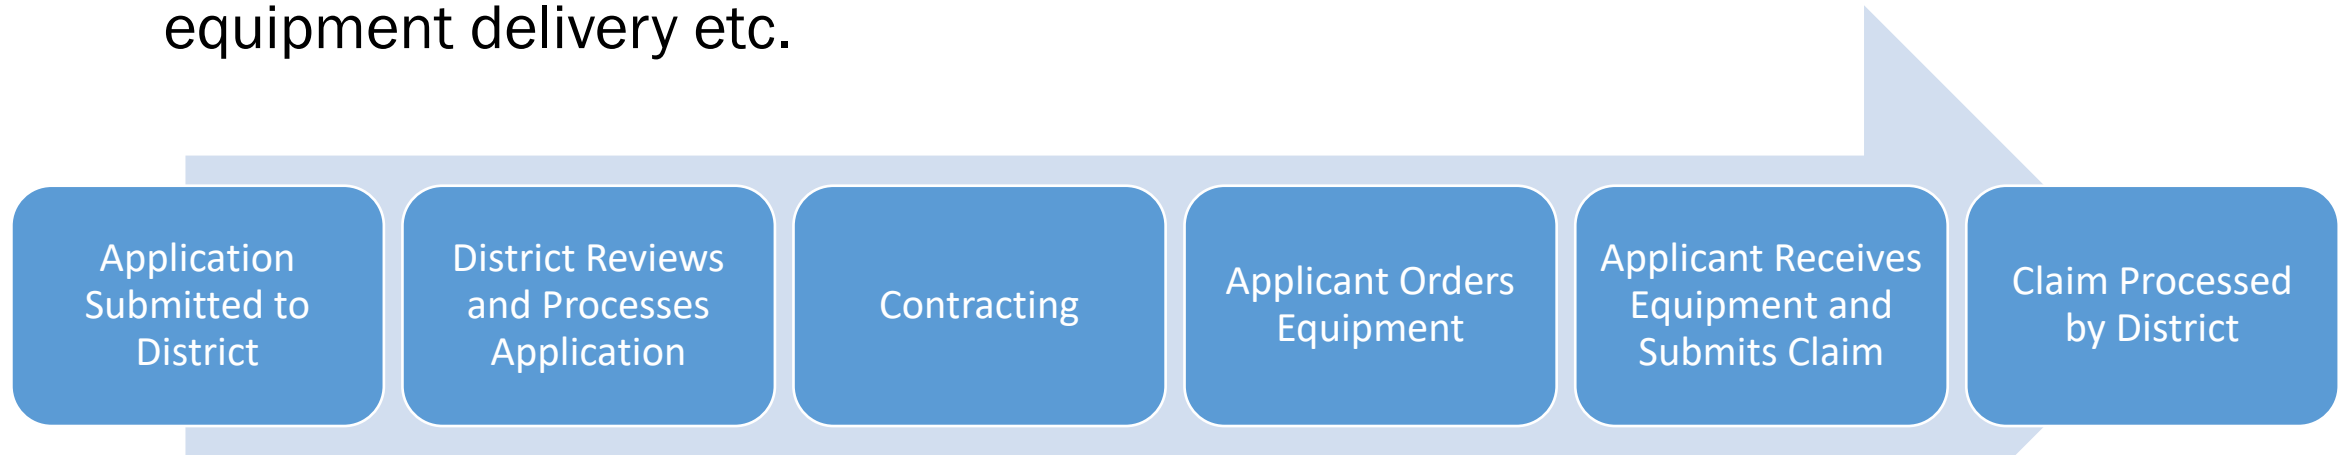 equipment delivery etc.
Application
Submitted to
District
District Reviews
and Processes
Application
Contracting
Applicant Orders
Equipment
Applicant Receives
Equipment and
Submits Claim
Claim Processed
by District